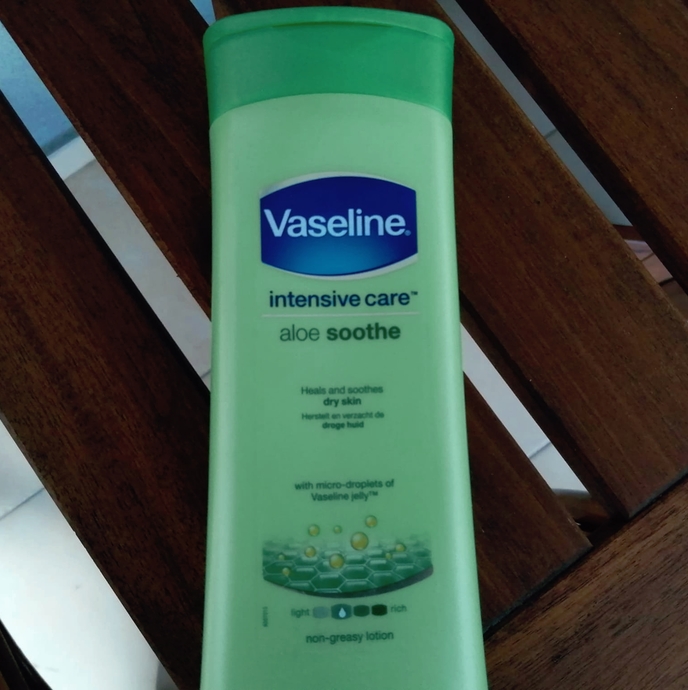 Vaseline®
intensive care™
aloe soothe
Heals and soothes
dry skin
Herstelt en verzacht de
droge huid
with micro-droplets of
Vaseline jelly™
light rich
non-greasy lotion